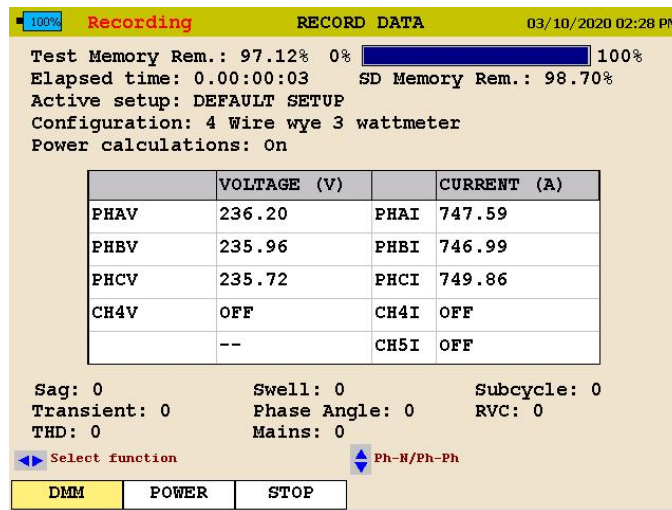 100% Recording RECORD DATA 03/10/2020 02:28 PM
Test Memory Rem.: 97.12% 0% 100%
Elapsed time: 0.00:00:03 SD Memory Rem.: 98.70%
Active setup: DEFAULT SETUP
Configuration: 4 Wire wye 3 wattmeter
Power calculations: On
VOLTAGE (V) CURRENT (A)
PHAV 236.20 PHAI 747.59
PHBV 235.96 PHBI 746.99
PHCV 235.72 PHCI 749.86
CH4V OFF CH4I OFF
-- CH5I OFF
Sag: 0 Swell: 0 Subcycle: 0
Transient: 0 Phase Angle: 0 RVC: 0
THD: 0 Mains: 0
Select function Ph-N/Ph-Ph
DMM POWER STOP